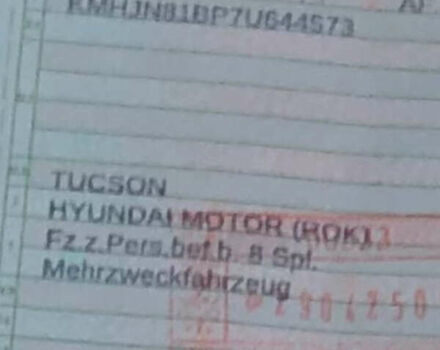 KMHJN81BP7U644573
TUCSON
HYUNDAI MOTOR (ROK)
Fz.z.Pers.bef.b. 8 Spl.
Mehrzweckfahrzeug